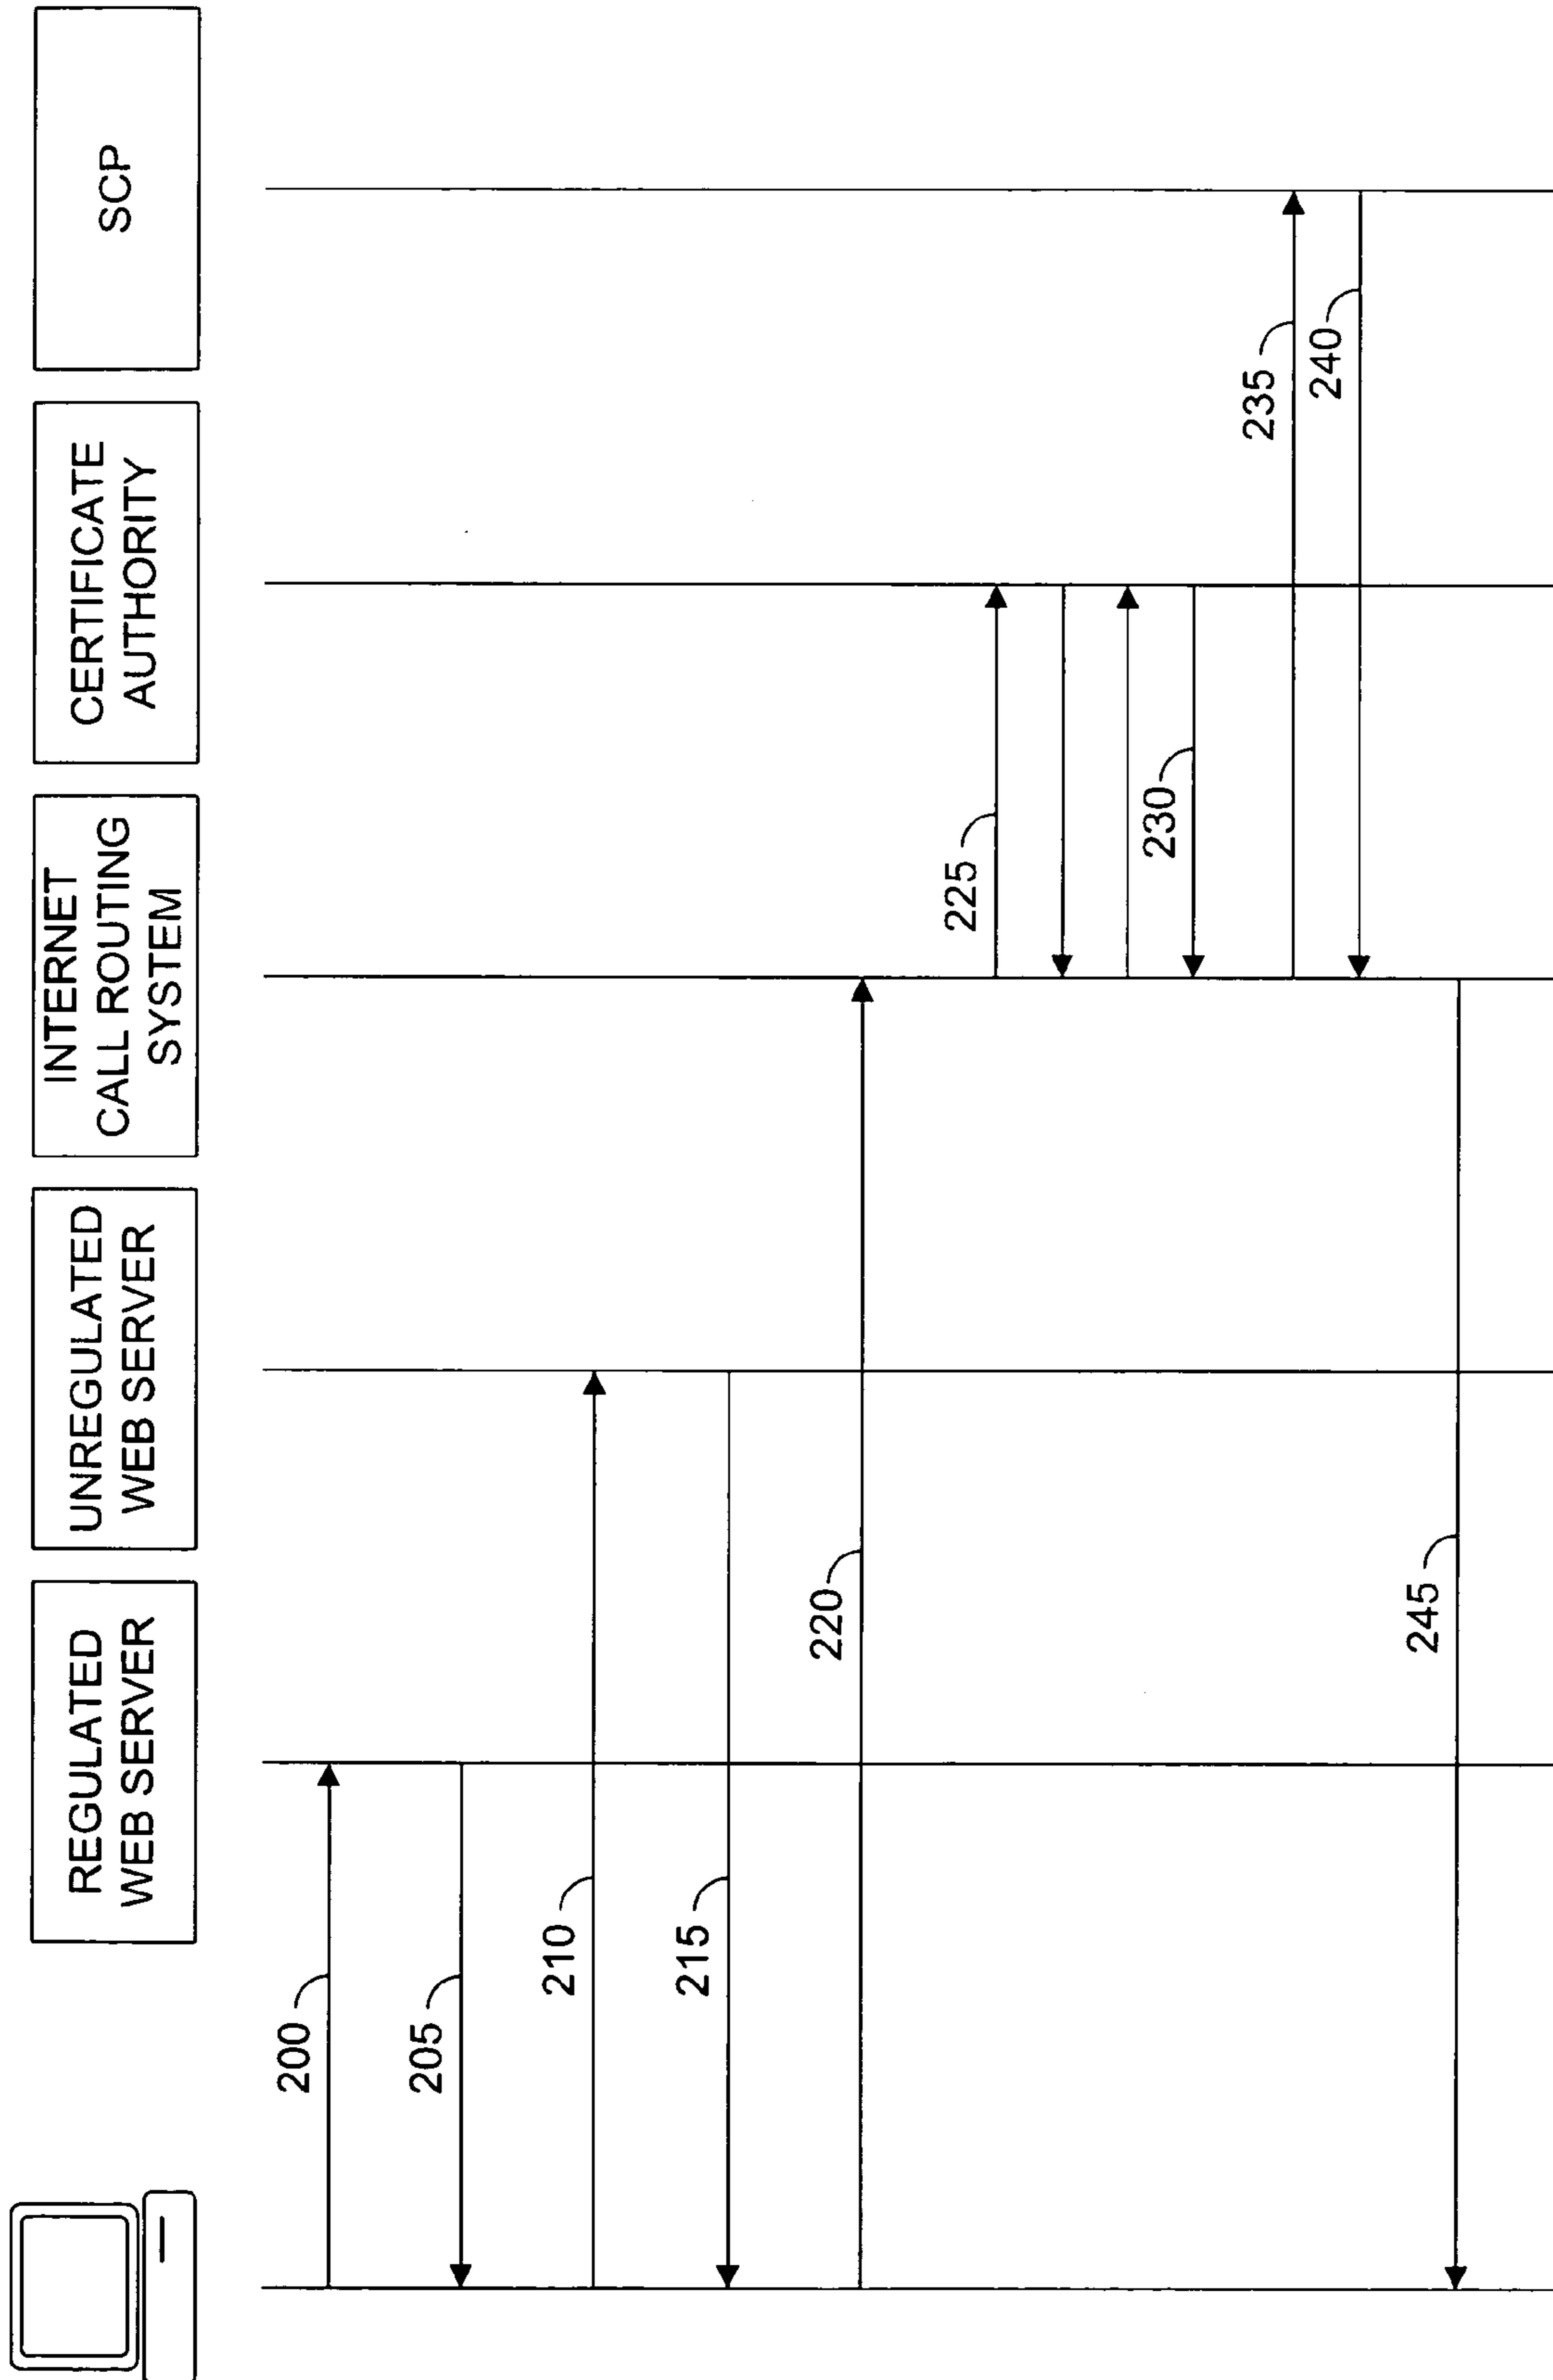 REGULATED
WEB SERVER
UNREGULATED
WEB SERVER
INTERNET
CALL ROUTING
SYSTEM
CERTIFICATE
AUTHORITY
SCP
200
205
210
215
220
225
230
235
240
245